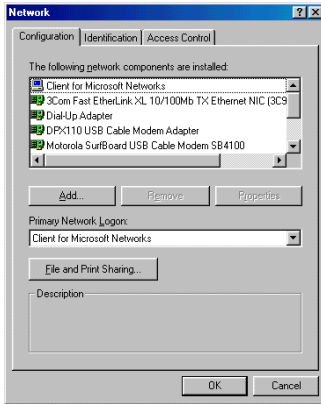 Network
Configuration Identification Access Control
The following network components are installed:
Client for Microsoft Networks
3Com Fast EtherLink XL 10/100Mb TX Ethernet NIC (3C9
Dial-Up Adapter
DPX110 USB Cable Modem Adapter
Motorola SurfBoard USB Cable Modem SB4100
Add... Remove Properties
Primary Network Logon:
Client for Microsoft Networks
File and Print Sharing...
Description
OK Cancel